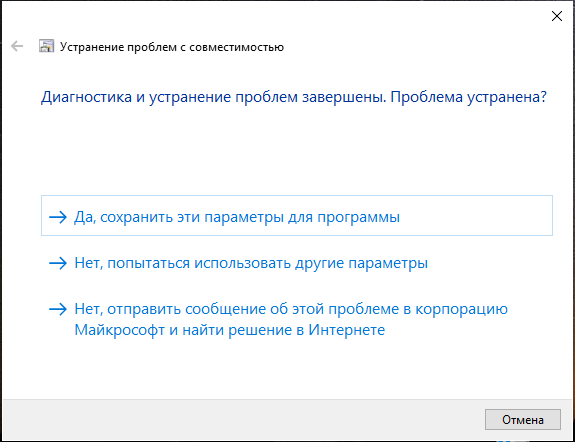 Устранение проблем с совместимостью
Диагностика и устранение проблем завершены. Проблема устранена?
Да, сохранить эти параметры для программы
Нет, попытаться использовать другие параметры
Нет, отправить сообщение об этой проблеме в корпорацию
Майкрософт и найти решение в Интернете
Отмена